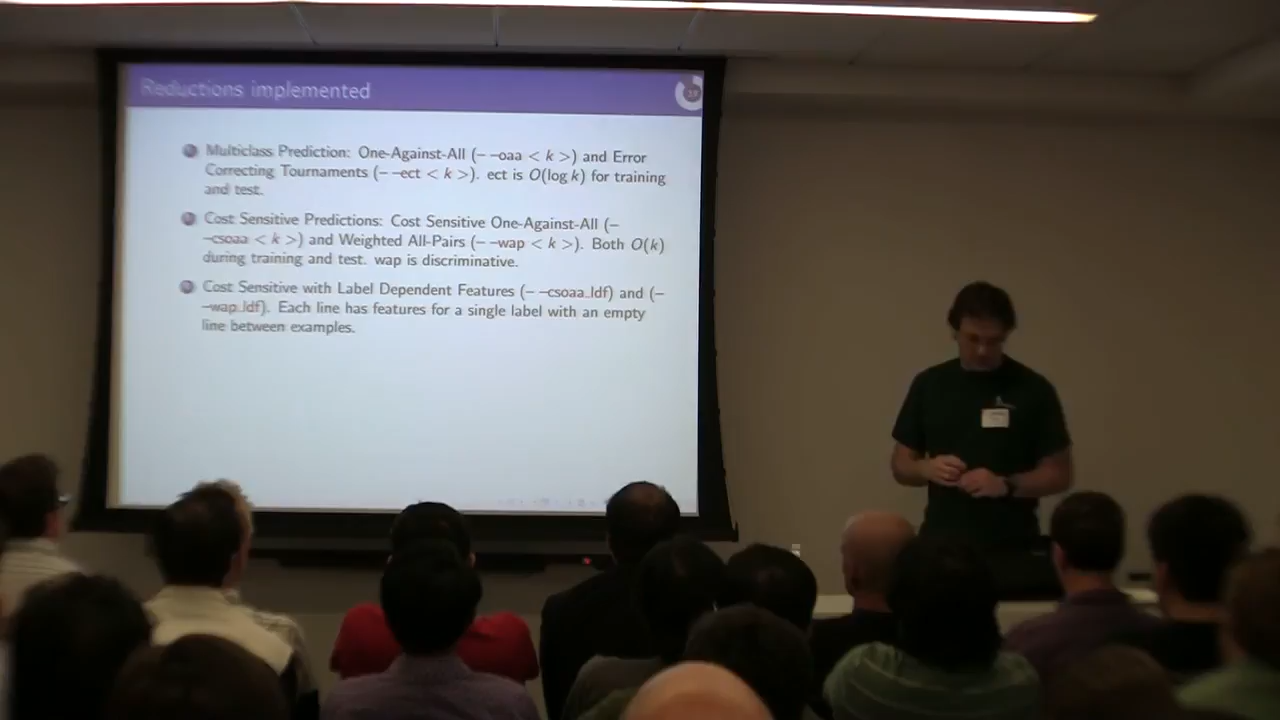 Reductions implemented
Multiclass Prediction: One-Against-All (- -oaa < k >) and Error
Correcting Tournaments (- -ect < k >). ect is O(log k) for training
and test.
Cost Sensitive Predictions: Cost Sensitive One-Against-All (-
-csoaa < k >) and Weighted All-Pairs (- -wap < k >). Both O(k)
during training and test. wap is discriminative.
Cost Sensitive with Label Dependent Features (- -csoaa_ldf) and (-
-wap_ldf). Each line has features for a single label with an empty
line between examples.